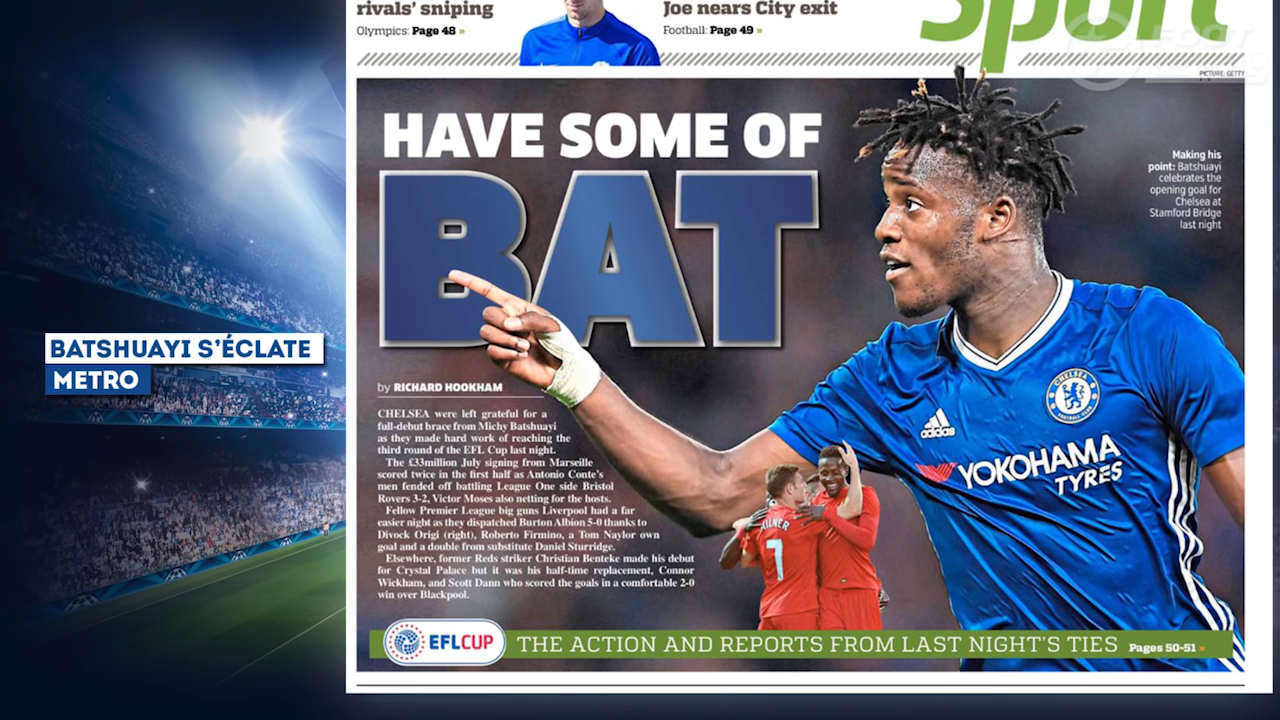 rivals' sniping
Olympics: Page 48 »
Joe nears City exit
Football: Page 49 »
sport
FOOT
PICTURE: GETTY
HAVE SOME OF
BAT
Making his
point: Batshuayi
celebrates the
opening goal for
Chelsea at
Stamford Bridge
last night
BATSHUAYI S'ÉCLATE
METRO
by RICHARD HOOKHAM
CHELSEA were left grateful for a
full-debut brace from Michy Batshuayi
as they made hard work of reaching the
third round of the EFL Cup last night.
The £33million July signing from Marseille
scored twice in the first half as Antonio Conte's
men fended off battling League One side Bristol
Rovers 3-2, Victor Moses also netting for the hosts.
Fellow Premier League big guns Liverpool had a far
easier night as they dispatched Burton Albion 5-0 thanks to
Divock Origi (right), Roberto Firmino, a Tom Naylor own
goal and a double from substitute Daniel Sturridge.
Elsewhere, former Reds striker Christian Benteke made his debut
for Crystal Palace but it was his half-time replacement, Connor
Wickham, and Scott Dann who scored the goals in a comfortable 2-0
win over Blackpool.
CHELSEA
FOOTBALL CLUB
adidas
YOKOHAMA
TYRES
MILNER
7
EFLCUP
THE ACTION AND REPORTS FROM LAST NIGHT'S TIES Pages 50-51 »